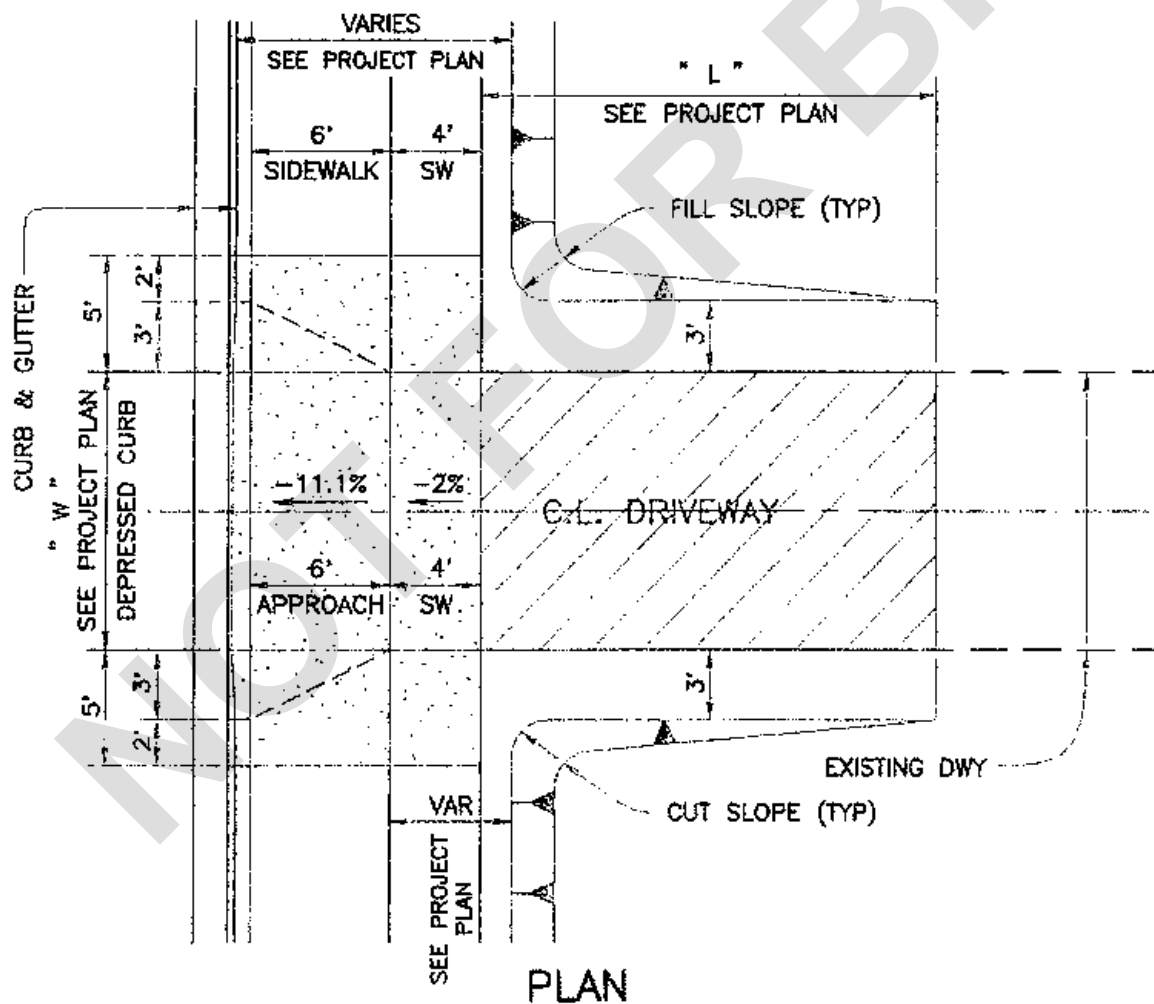 VARIES
SEE PROJECT PLAN
" L "
SEE PROJECT PLAN
6'
SIDEWALK
4'
SW
FILL SLOPE (TYP)
CURB & GUTTER
5'
2'
3'
3'
" W "
SEE PROJECT PLAN
DEPRESSED CURB
-11.1%
-2%
C.L. DRIVEWAY
6'
APPROACH
4'
SW
5'
3'
2'
3'
EXISTING DWY
VAR
SEE PROJECT
PLAN
CUT SLOPE (TYP)
PLAN
NOT FOR